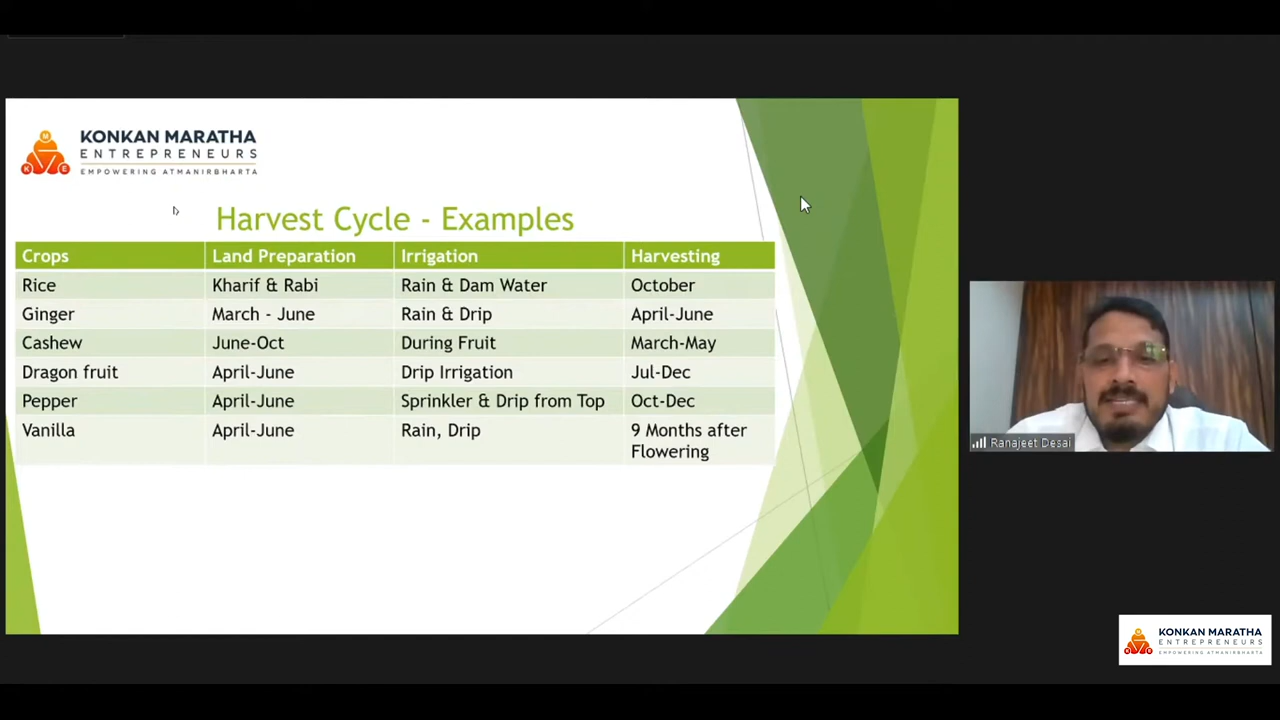 KONKAN MARATHA
ENTREPRENEURS
EMPOWERING ATMANIRBHARTA
M
K E
Harvest Cycle - Examples
Crops Land Preparation Irrigation Harvesting
Rice Kharif & Rabi Rain & Dam Water October
Ginger March - June Rain & Drip April-June
Cashew June-Oct During Fruit March-May
Dragon fruit April-June Drip Irrigation Jul-Dec
Pepper April-June Sprinkler & Drip from Top Oct-Dec
Vanilla April-June Rain, Drip 9 Months after
Flowering
Ranajeet Desai
KONKAN MARATHA
ENTREPRENEURS
EMPOWERING ATMANIRBHARTA